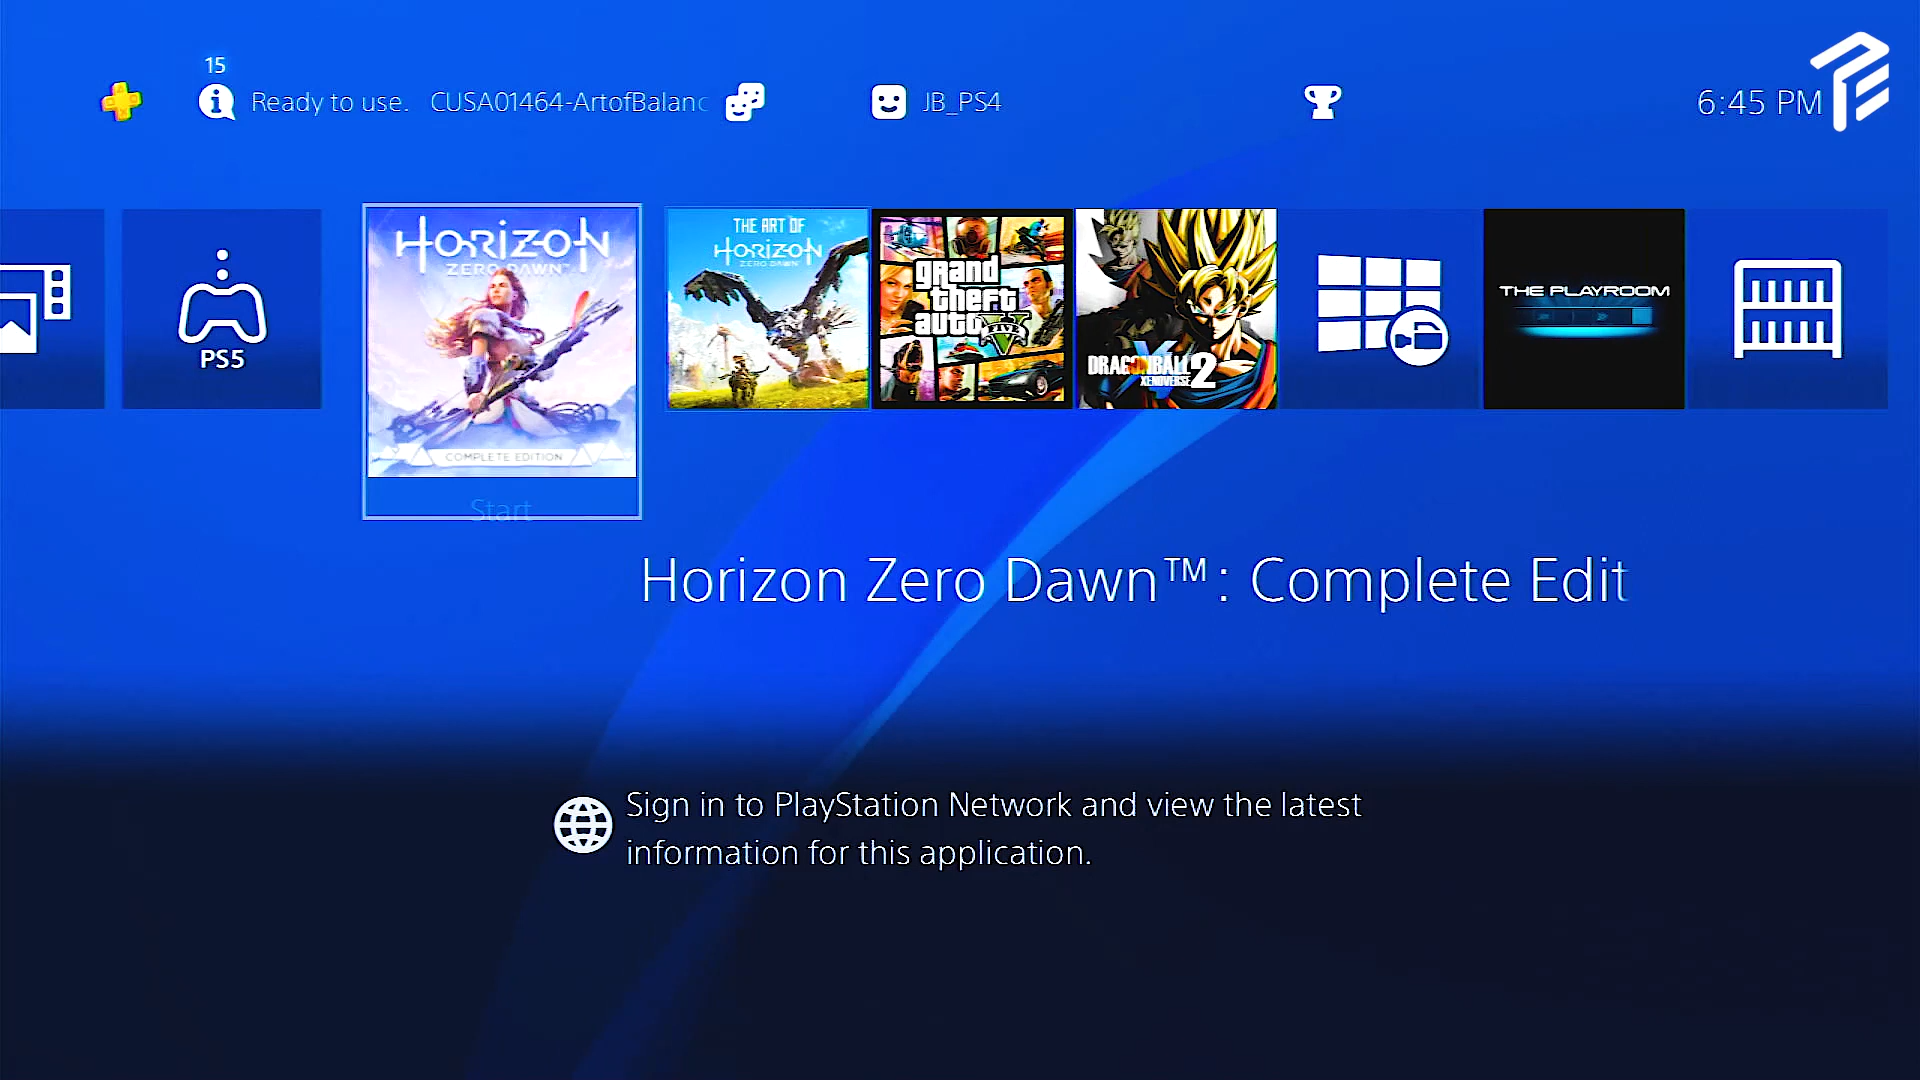 15
Ready to use. CUSA01464-ArtofBalanc
JB_PS4
6:45 PM
PS5
HORIZON
ZERO DAWN™
COMPLETE EDITION
Start
THE ART OF
HORIZON
ZERO DAWN
grand
theft
auto
FIVE
DRAGONBALL
XENOVERSE 2
THE PLAYROOM
Horizon Zero Dawn™: Complete Edit
Sign in to PlayStation Network and view the latest
information for this application.